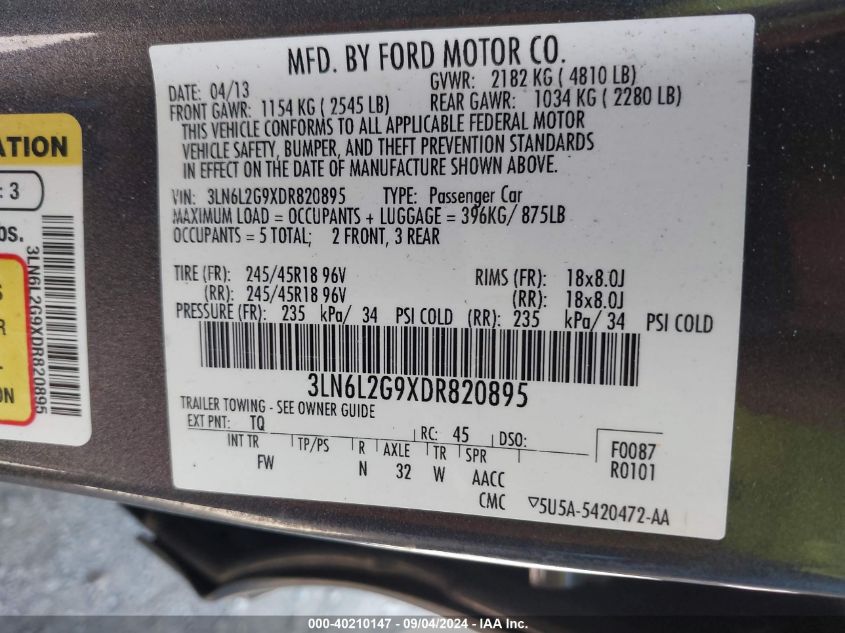 MFD. BY FORD MOTOR CO.
DATE: 04/13 GVWR: 2182 KG ( 4810 LB)
FRONT GAWR: 1154 KG ( 2545 LB) REAR GAWR: 1034 KG ( 2280 LB)
THIS VEHICLE CONFORMS TO ALL APPLICABLE FEDERAL MOTOR
VEHICLE SAFETY, BUMPER, AND THEFT PREVENTION STANDARDS
IN EFFECT ON THE DATE OF MANUFACTURE SHOWN ABOVE.
VIN: 3LN6L2G9XDR820895 TYPE: Passenger Car
MAXIMUM LOAD = OCCUPANTS + LUGGAGE = 396KG/ 875LB
OCCUPANTS = 5 TOTAL; 2 FRONT, 3 REAR
TIRE (FR): 245/45R18 96V RIMS (FR): 18x8.0J
(RR): 245/45R18 96V (RR): 18x8.0J
PRESSURE (FR): 235 kPa/ 34 PSI COLD (RR): 235 kPa/ 34 PSI COLD
3LN6L2G9XDR820895
TRAILER TOWING - SEE OWNER GUIDE
EXT PNT: TQ RC: 45 DSO:
INT TR TP/PS R AXLE TR SPR
FW N 32 W AACC
CMC
F0087
R0101
▽5U5A-5420472-AA
ATION
: 3
os.
3LN6L2G9XDR820895
S
R
L-
ON
000-40210147 - 09/04/2024 - IAA Inc.